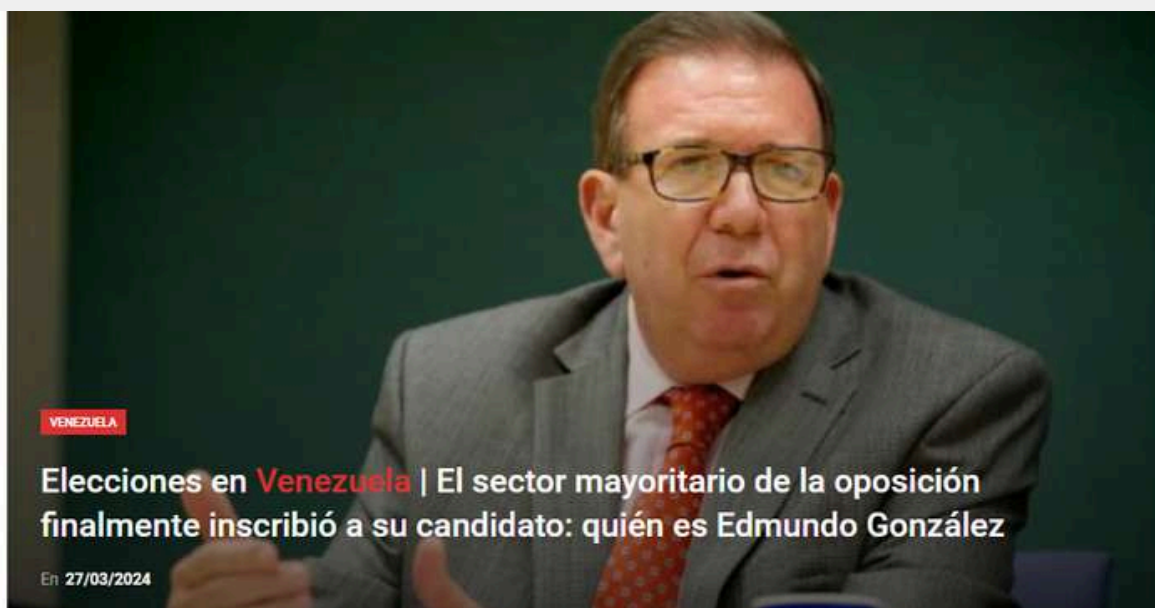 VENEZUELA
Elecciones en Venezuela | El sector mayoritario de la oposición
finalmente inscribió a su candidato: quién es Edmundo González
En 27/03/2024